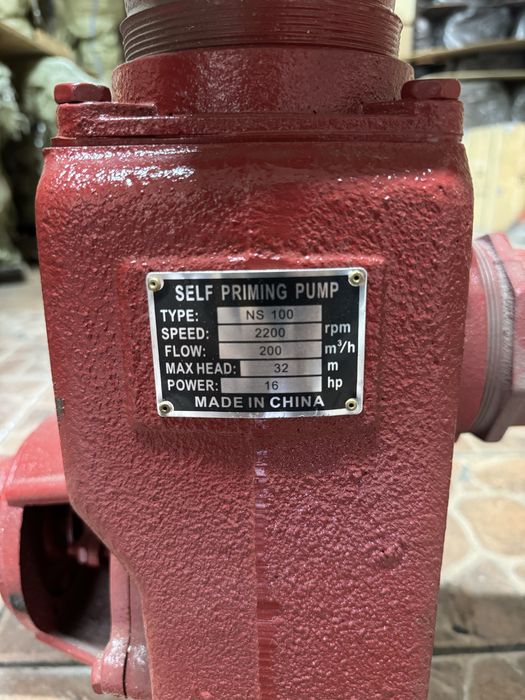 SELF PRIMING PUMP
TYPE: NS 100
SPEED: 2200 rpm
FLOW: 200 m³/h
MAX HEAD: 32 m
POWER: 16 hp
MADE IN CHINA